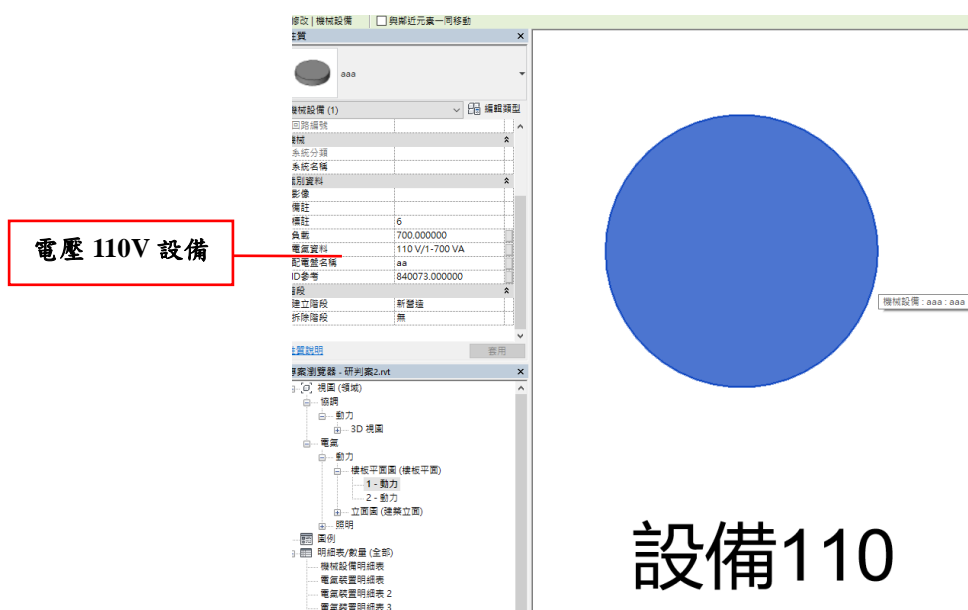 修改 | 機械設備
與鄰近元素一同移動
性質
aaa
機械設備 (1)
編輯類型
回路編號
機械
系統分類
系統名稱
識別資料
影像
備註
標註 6
負載 700.000000
電氣資料 110 V/1-700 VA
配電盤名稱 aa
ID參考 840073.000000
階段
建立階段 新營造
拆除階段 無
性質說明
套用
專案瀏覽器 - 研判案2.rvt
視圖 (領域)
協調
動力
3D 視圖
電氣
動力
樓板平面圖 (樓板平面)
1 - 動力
2 - 動力
立面圖 (建築立面)
照明
圖例
明細表/數量 (全部)
機械設備明細表
電氣裝置明細表
電氣裝置明細表 2
電氣裝置明細表 3
電壓 110V 設備
機械設備 : aaa : aaa
設備110